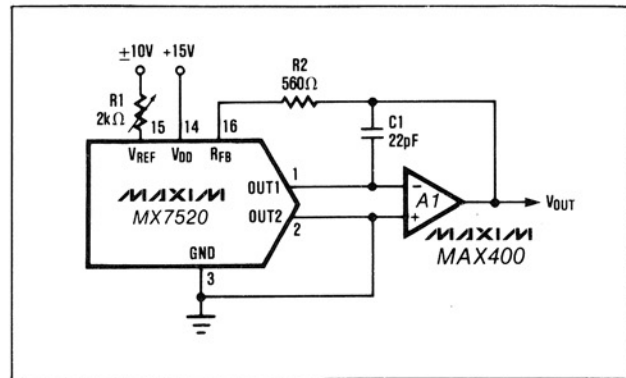 ±10V +15V
R1
2kΩ
R2
560Ω
15 14 16
C1
22pF
VREF VDD RFB
1
OUT1
MAXIM
MX7520
OUT2
2
−
A1
+
VOUT
MAXIM
MAX400
GND
3